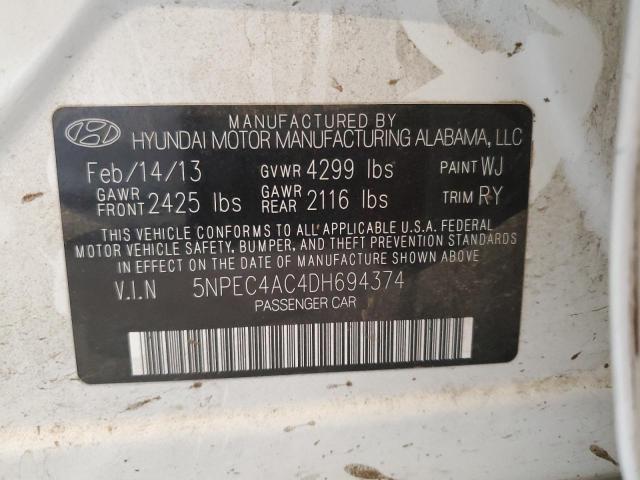 MANUFACTURED BY
HYUNDAI MOTOR MANUFACTURING ALABAMA, LLC
Feb/14/13 GVWR 4299 lbs PAINT WJ
GAWR FRONT 2425 lbs GAWR REAR 2116 lbs TRIM RY
THIS VEHICLE CONFORMS TO ALL APPLICABLE U.S.A. FEDERAL
MOTOR VEHICLE SAFETY, BUMPER, AND THEFT PREVENTION STANDARDS
IN EFFECT ON THE DATE OF MANUFACTURE SHOWN ABOVE.
V.I.N 5NPEC4AC4DH694374
PASSENGER CAR